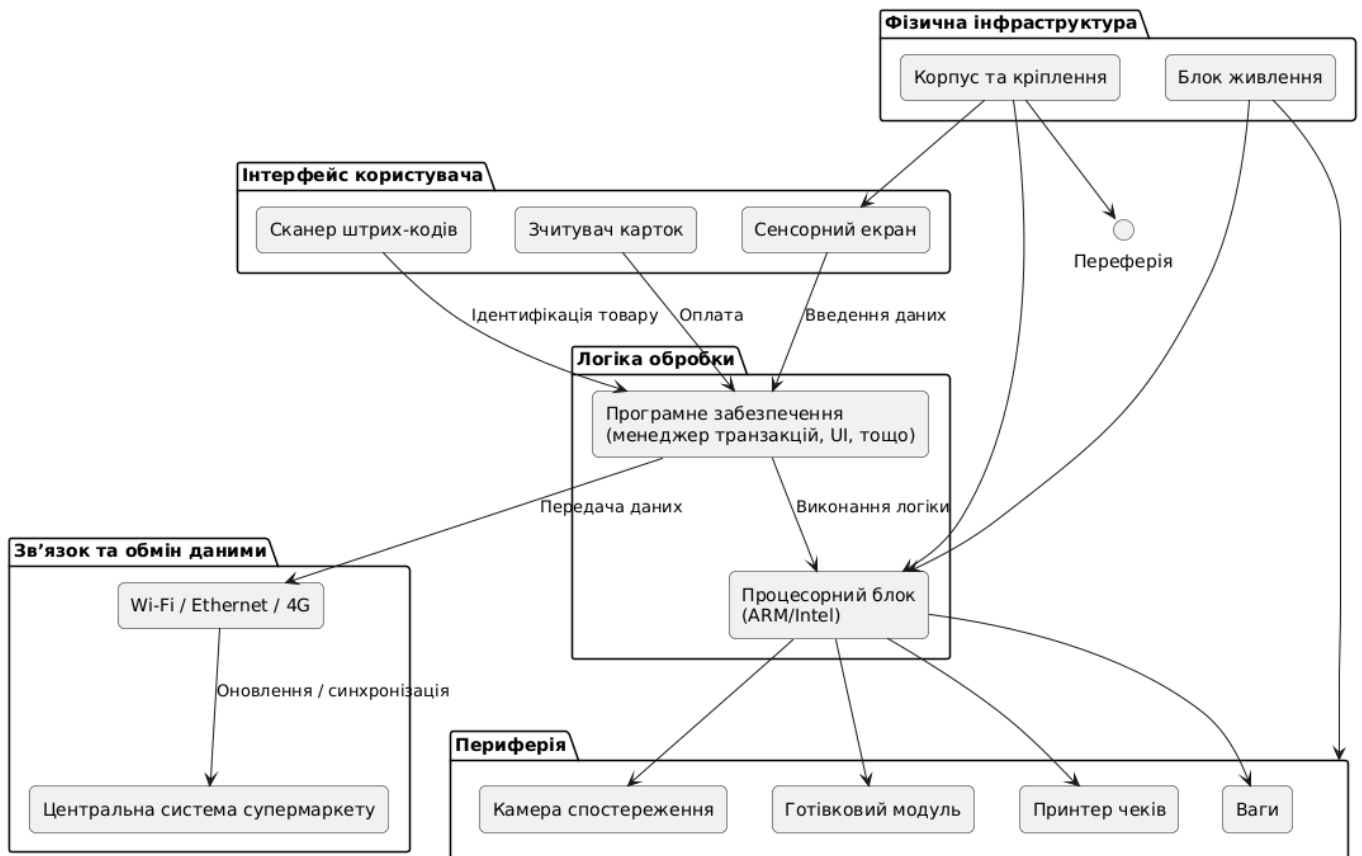 Фізична інфраструктура
Корпус та кріплення
Блок живлення
Інтерфейс користувача
Сканер штрих-кодів
Зчитувач карток
Сенсорний екран
Переферія
Ідентифікація товару
Оплата
Введення даних
Логіка обробки
Програмне забезпечення
(менеджер транзакцій, UI, тощо)
Передача даних
Виконання логіки
Зв’язок та обмін даними
Wi-Fi / Ethernet / 4G
Процесорний блок
(ARM/Intel)
Оновлення / синхронізація
Периферія
Центральна система супермаркету
Камера спостереження
Готівковий модуль
Принтер чеків
Ваги